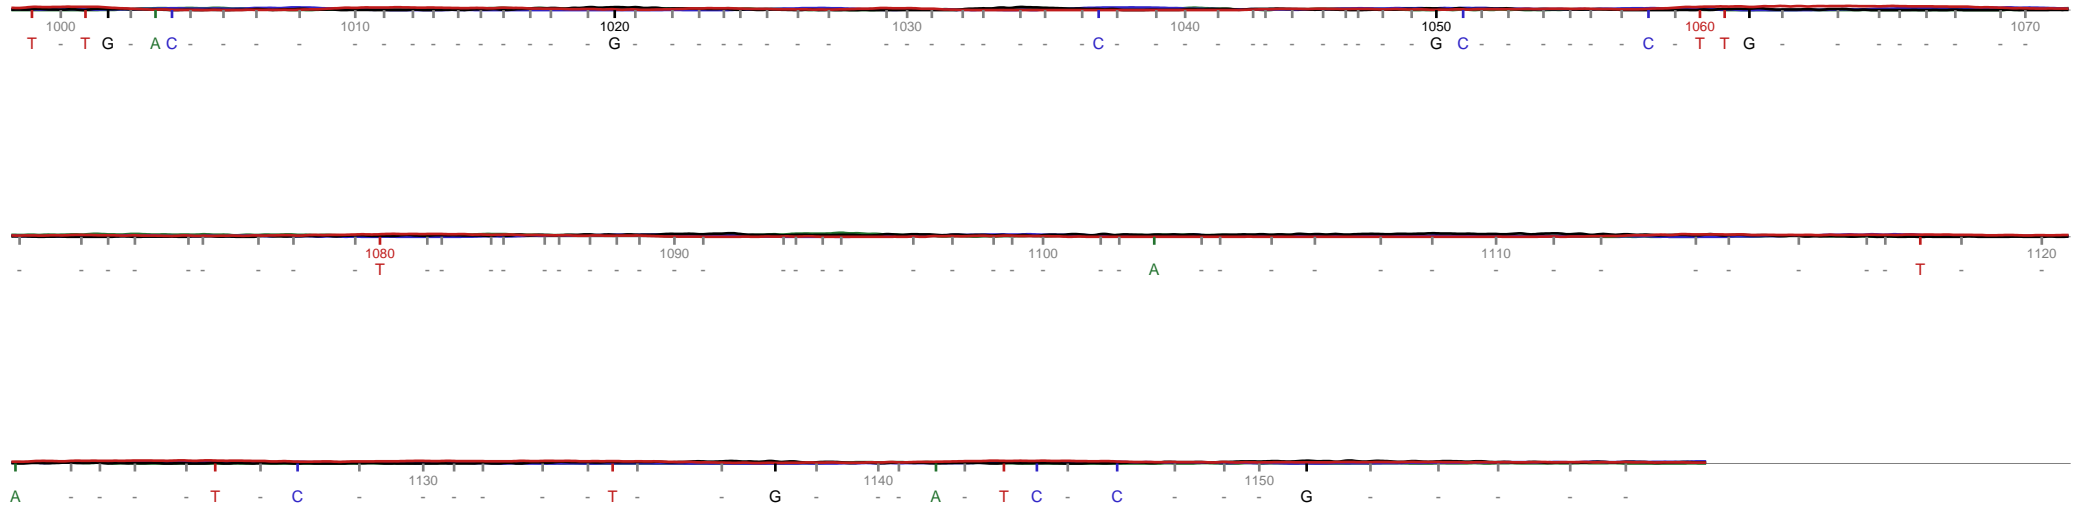 1000 1010 1020 1030 1040 1050 1060 1070
T - T G - A C - - - - - - - - - - - - - - - G - - - - - - - - - - - - - - - - - C - - - - - - - - - - - - G C - - - - - - C - T T G - - - - - - - -
1080 1090 1100 1110 1120
- - - - - - - - - T - - - - - - - - - - - - - - - - - - - - - - - A - - - - - - - - - - - - - - - T - -
1130 1140 1150
A - - - - T - C - - - - - - T - - G - - - A - T C - C - - - G - - - - -